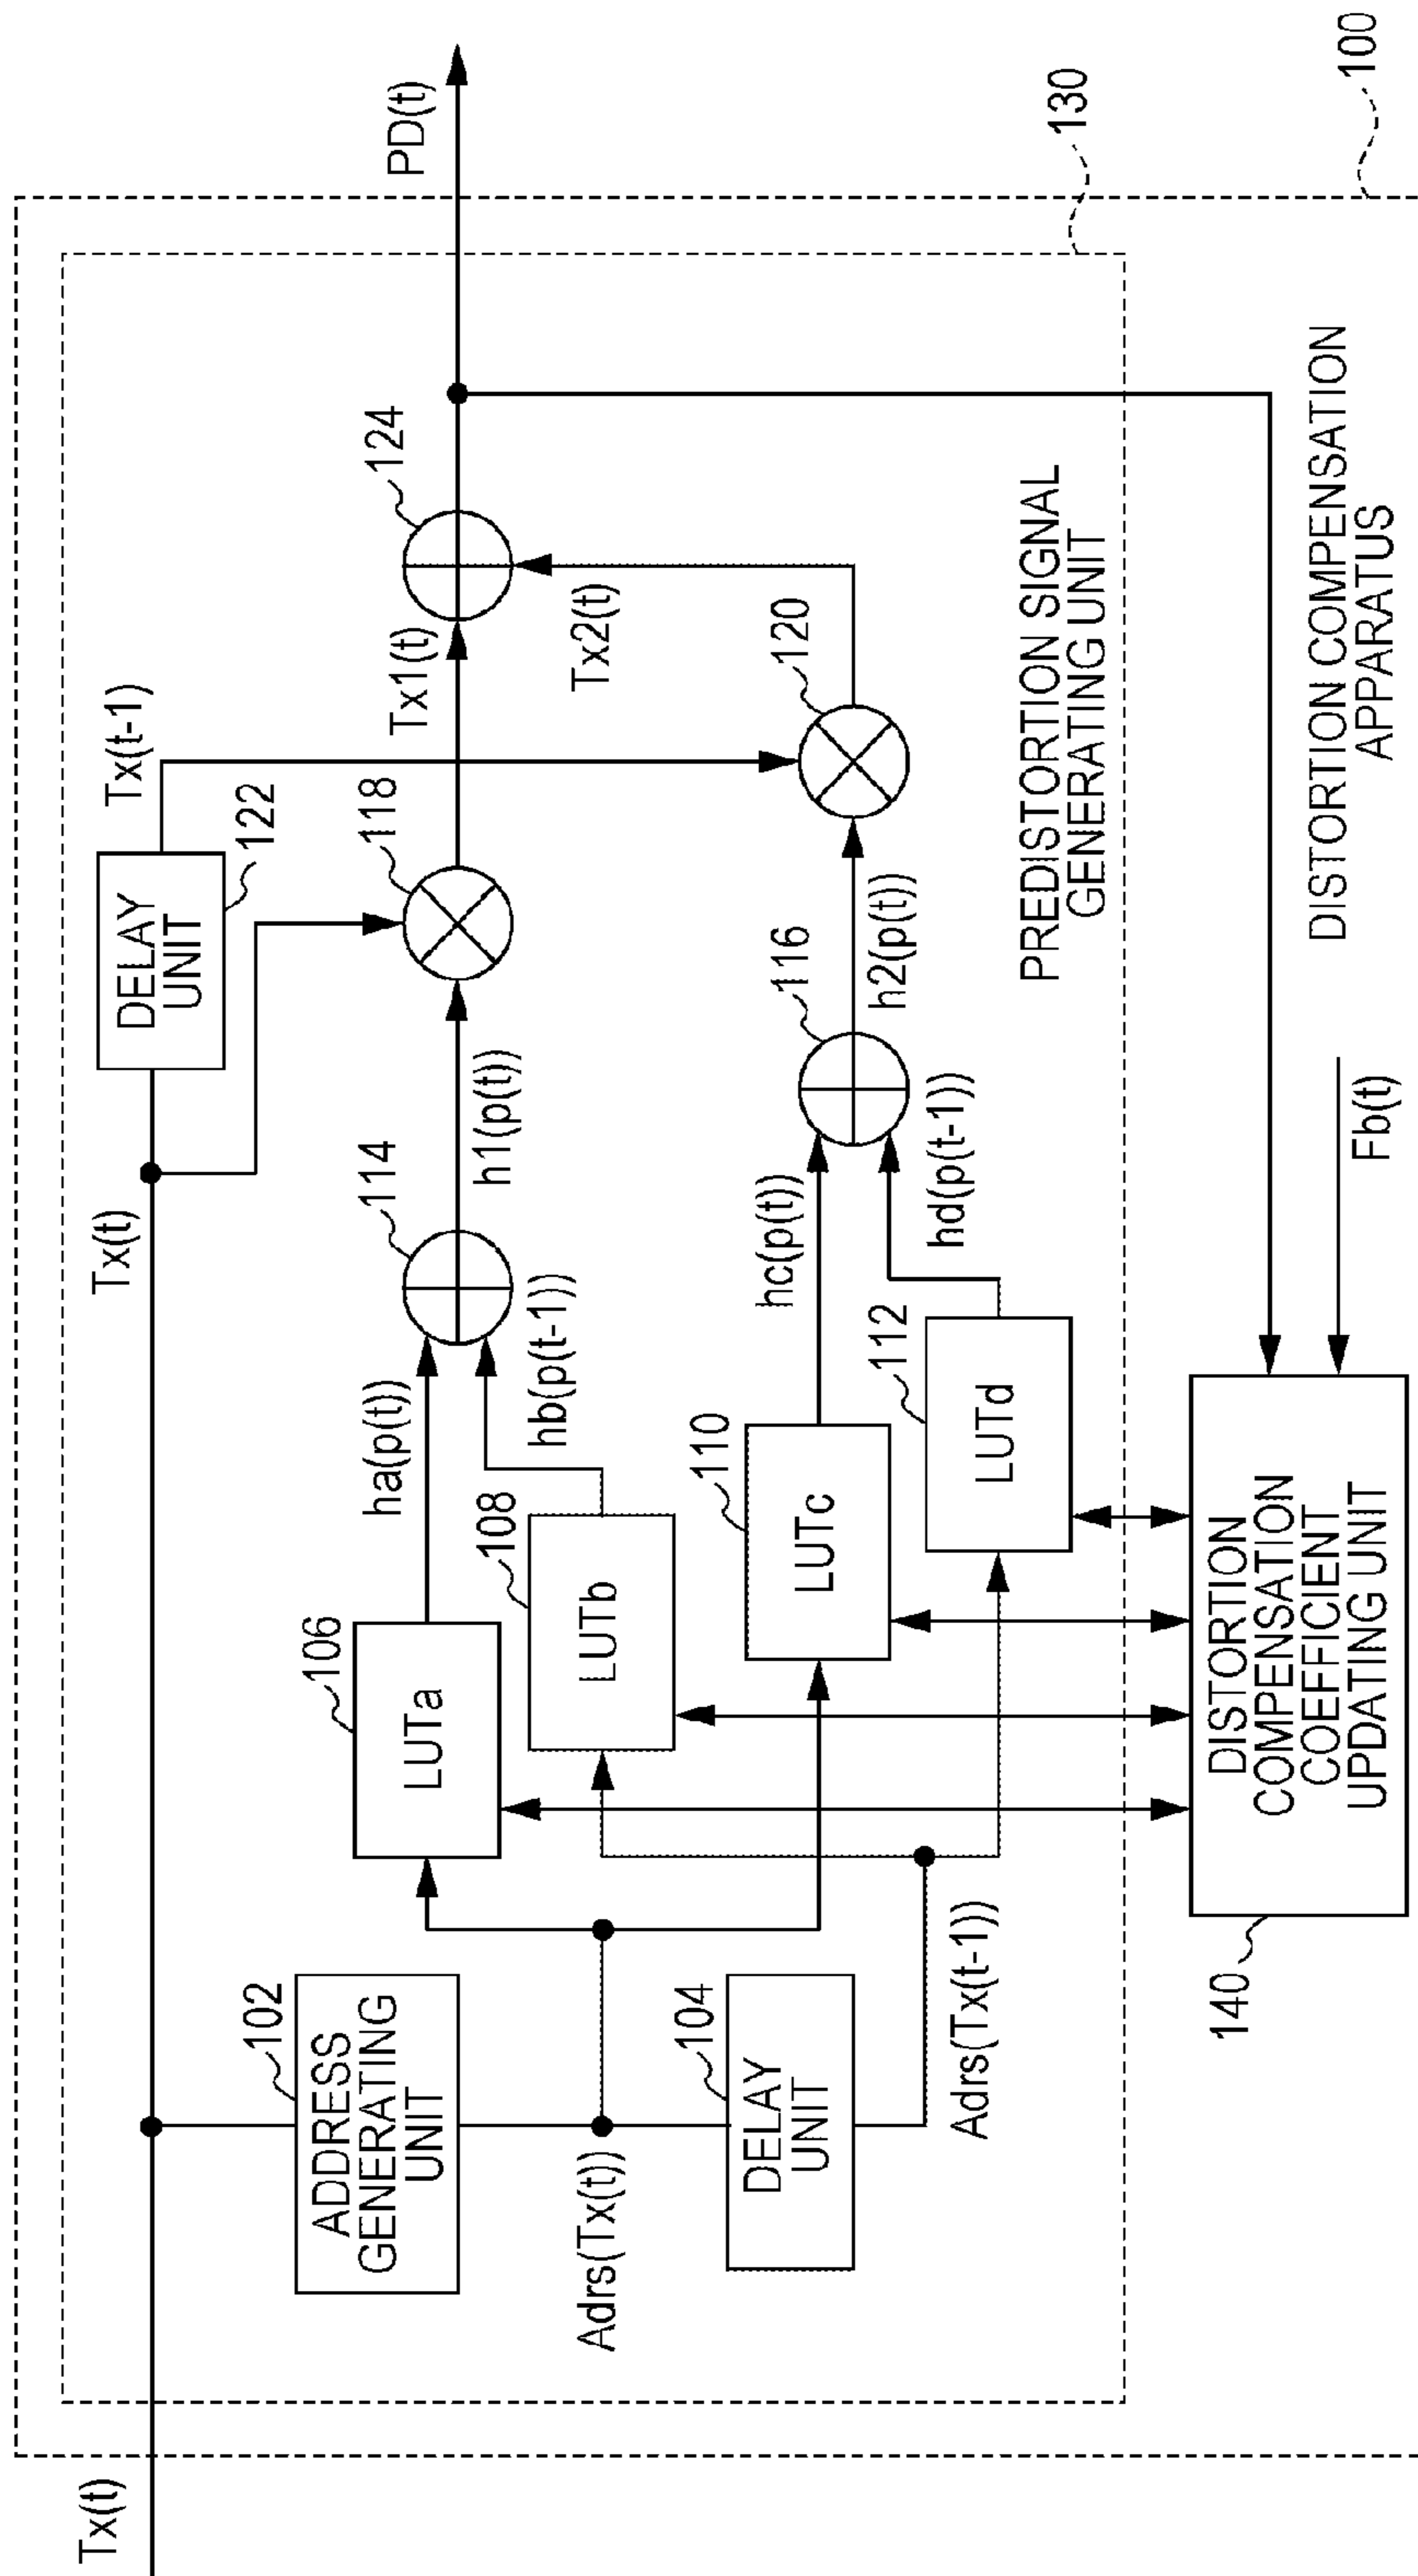 Tx(t)
Tx(t)
DELAY
UNIT
122
Tx(t-1)
PD(t)
102
ADDRESS
GENERATING
UNIT
Adrs(Tx(t))
104
DELAY
UNIT
Adrs(Tx(t-1))
106
LUTa
ha(p(t))
108
LUTb
hb(p(t-1))
110
LUTc
hc(p(t))
112
LUTd
hd(p(t-1))
114
h1(p(t))
116
h2(p(t))
118
Tx1(t)
120
Tx2(t)
124
PREDISTORTION SIGNAL
GENERATING UNIT
130
140
DISTORTION
COMPENSATION
COEFFICIENT
UPDATING UNIT
Fb(t)
DISTORTION COMPENSATION
APPARATUS
100